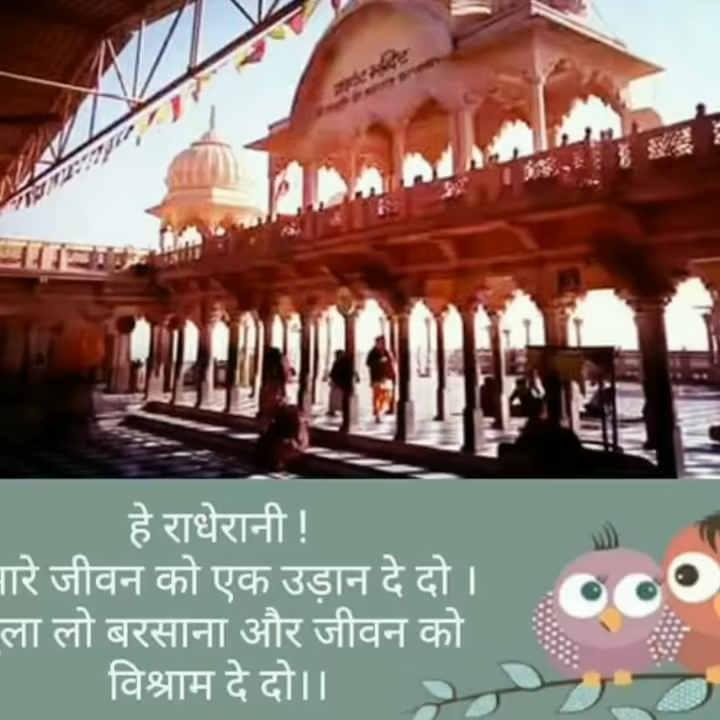 हे राधेरानी !
जीवन को एक उड़ान दे दो ।
लो बरसाना और जीवन को
विश्राम दे दो।।